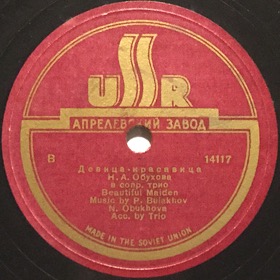 USSR
АПРЕЛЕВСКИЙ ЗАВОД
В 14117
Девица-красавица
Н. А. Обухова
в сопр. трио
Beautiful Maiden
Music by P. Bulakhov
N. Obukhova
Acc. by Trio
MADE IN THE SOVIET UNION